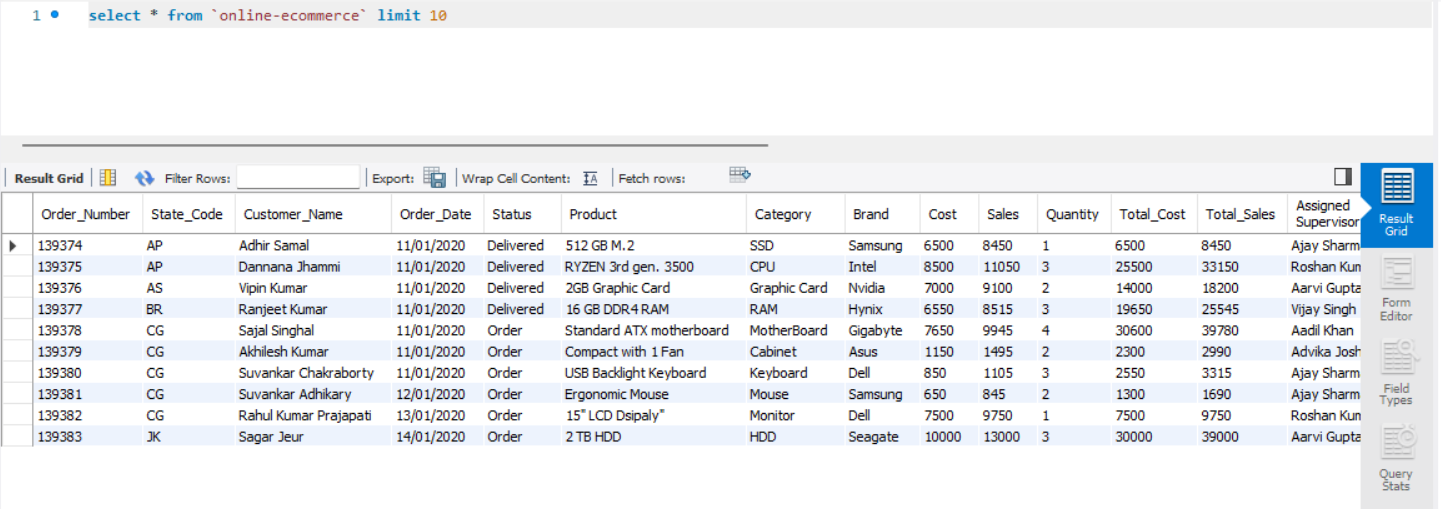 1 select * from `online-ecommerce` limit 10
Result Grid Filter Rows: Export: Wrap Cell Content: Fetch rows:
Order_Number State_Code Customer_Name Order_Date Status Product Category Brand Cost Sales Quantity Total_Cost Total_Sales Assigned Supervisor
139374 AP Adhir Samal 11/01/2020 Delivered 512 GB M.2 SSD Samsung 6500 8450 1 6500 8450 Ajay Sharm
139375 AP Dannana Jhammi 11/01/2020 Delivered RYZEN 3rd gen. 3500 CPU Intel 8500 11050 3 25500 33150 Roshan Kum
139376 AS Vipin Kumar 11/01/2020 Delivered 2GB Graphic Card Graphic Card Nvidia 7000 9100 2 14000 18200 Aarvi Gupta
139377 BR Ranjeet Kumar 11/01/2020 Delivered 16 GB DDR4 RAM RAM Hynix 6550 8515 3 19650 25545 Vijay Singh
139378 CG Sajal Singhal 11/01/2020 Order Standard ATX motherboard MotherBoard Gigabyte 7650 9945 4 30600 39780 Aadil Khan
139379 CG Akhilesh Kumar 11/01/2020 Order Compact with 1 Fan Cabinet Asus 1150 1495 2 2300 2990 Advika Josh
139380 CG Suvankar Chakraborty 11/01/2020 Order USB Backlight Keyboard Keyboard Dell 850 1105 3 2550 3315 Ajay Sharm
139381 CG Suvankar Adhikary 12/01/2020 Order Ergonomic Mouse Mouse Samsung 650 845 2 1300 1690 Ajay Sharm
139382 CG Rahul Kumar Prajapati 13/01/2020 Order 15" LCD Dsipaly" Monitor Dell 7500 9750 1 7500 9750 Roshan Kum
139383 JK Sagar Jeur 14/01/2020 Order 2 TB HDD HDD Seagate 10000 13000 3 30000 39000 Aarvi Gupta
Result
Grid
Form
Editor
Field
Types
Query
Stats